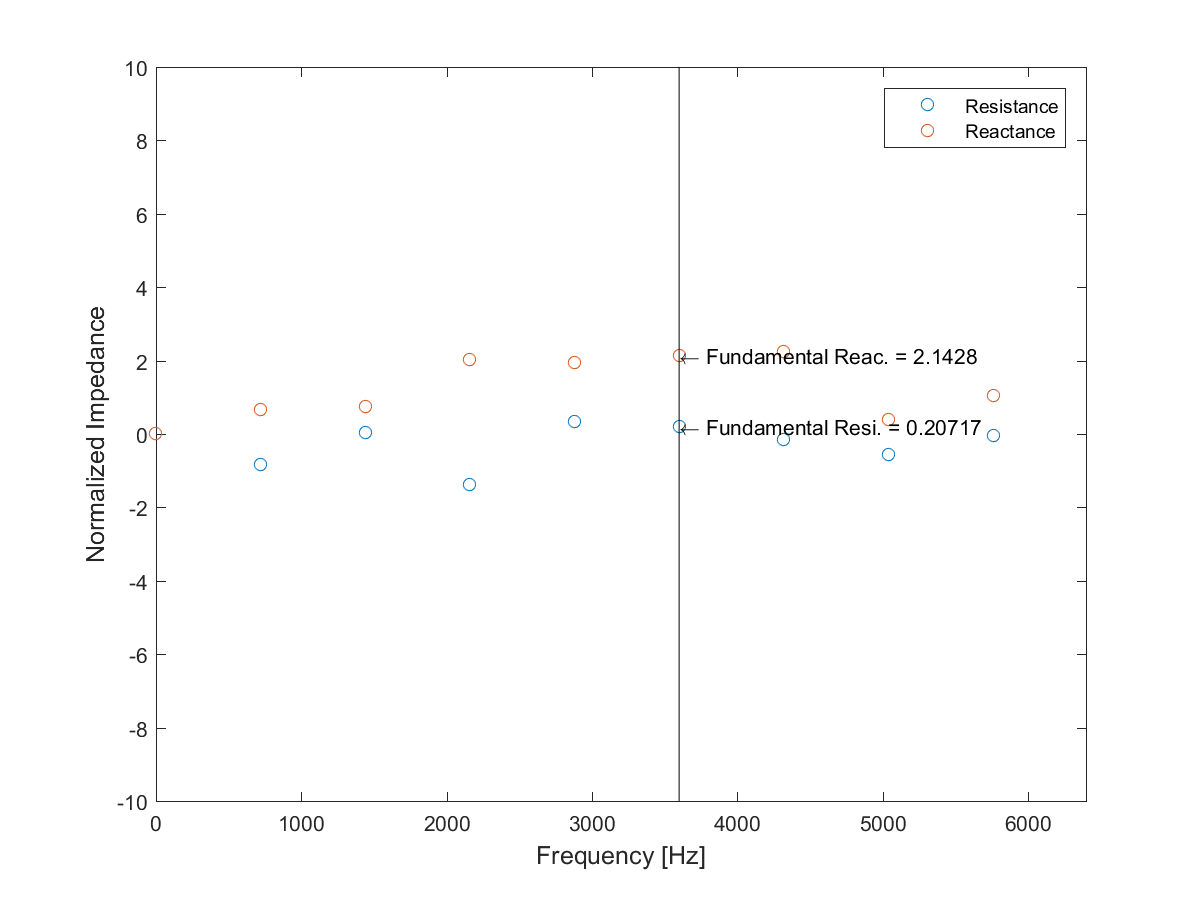 10
8
6
4
2
0
-2
-4
-6
-8
-10
Normalized Impedance
Resistance
Reactance
← Fundamental Reac. = 2.1428
← Fundamental Resi. = 0.20717
0 1000 2000 3000 4000 5000 6000
Frequency [Hz]